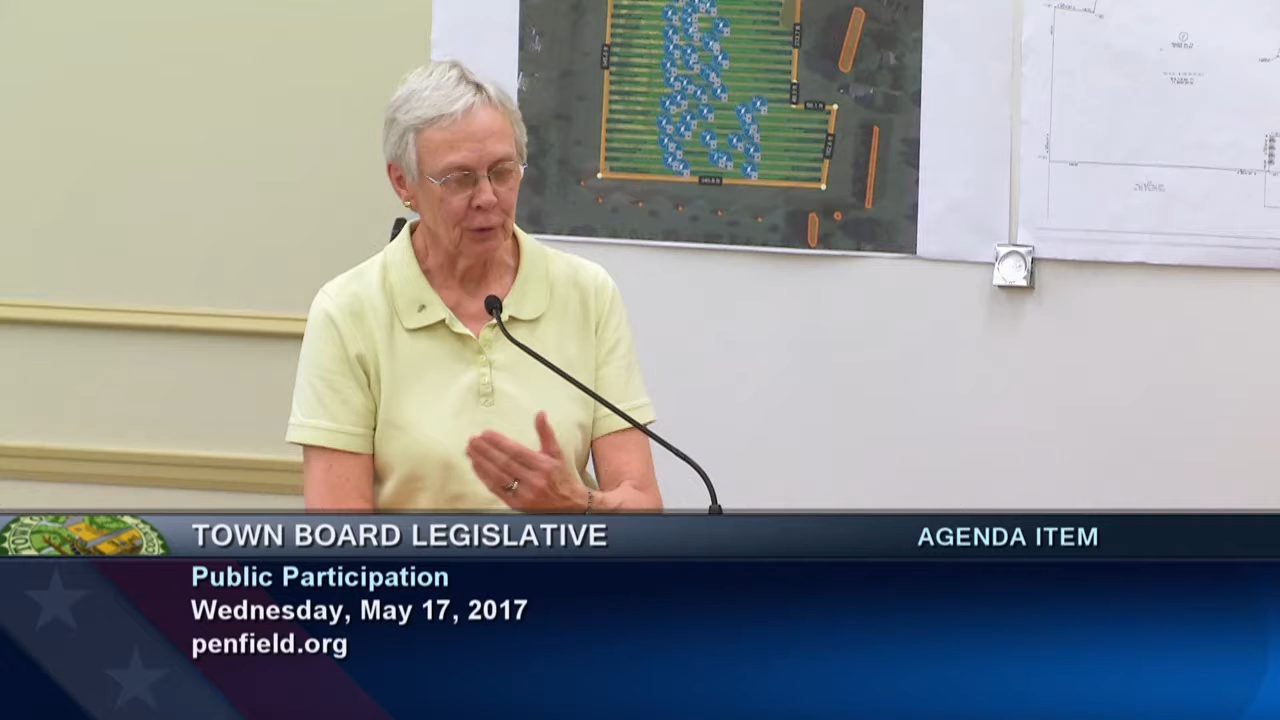 TOWN BOARD LEGISLATIVE
AGENDA ITEM
Public Participation
Wednesday, May 17, 2017
penfield.org